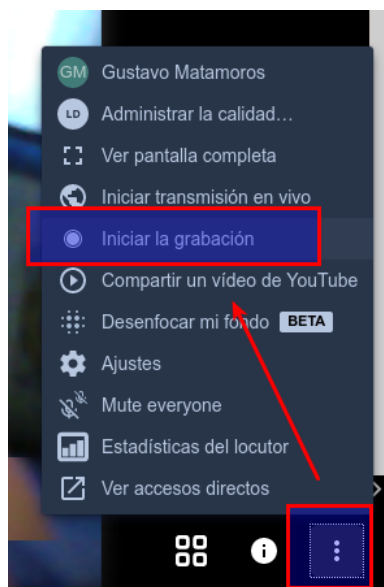 GM Gustavo Matamoros
LD Administrar la calidad…
Ver pantalla completa
Iniciar transmisión en vivo
Iniciar la grabación
Compartir un vídeo de YouTube
Desenfocar mi fondo BETA
Ajustes
Mute everyone
Estadísticas del locutor
Ver accesos directos